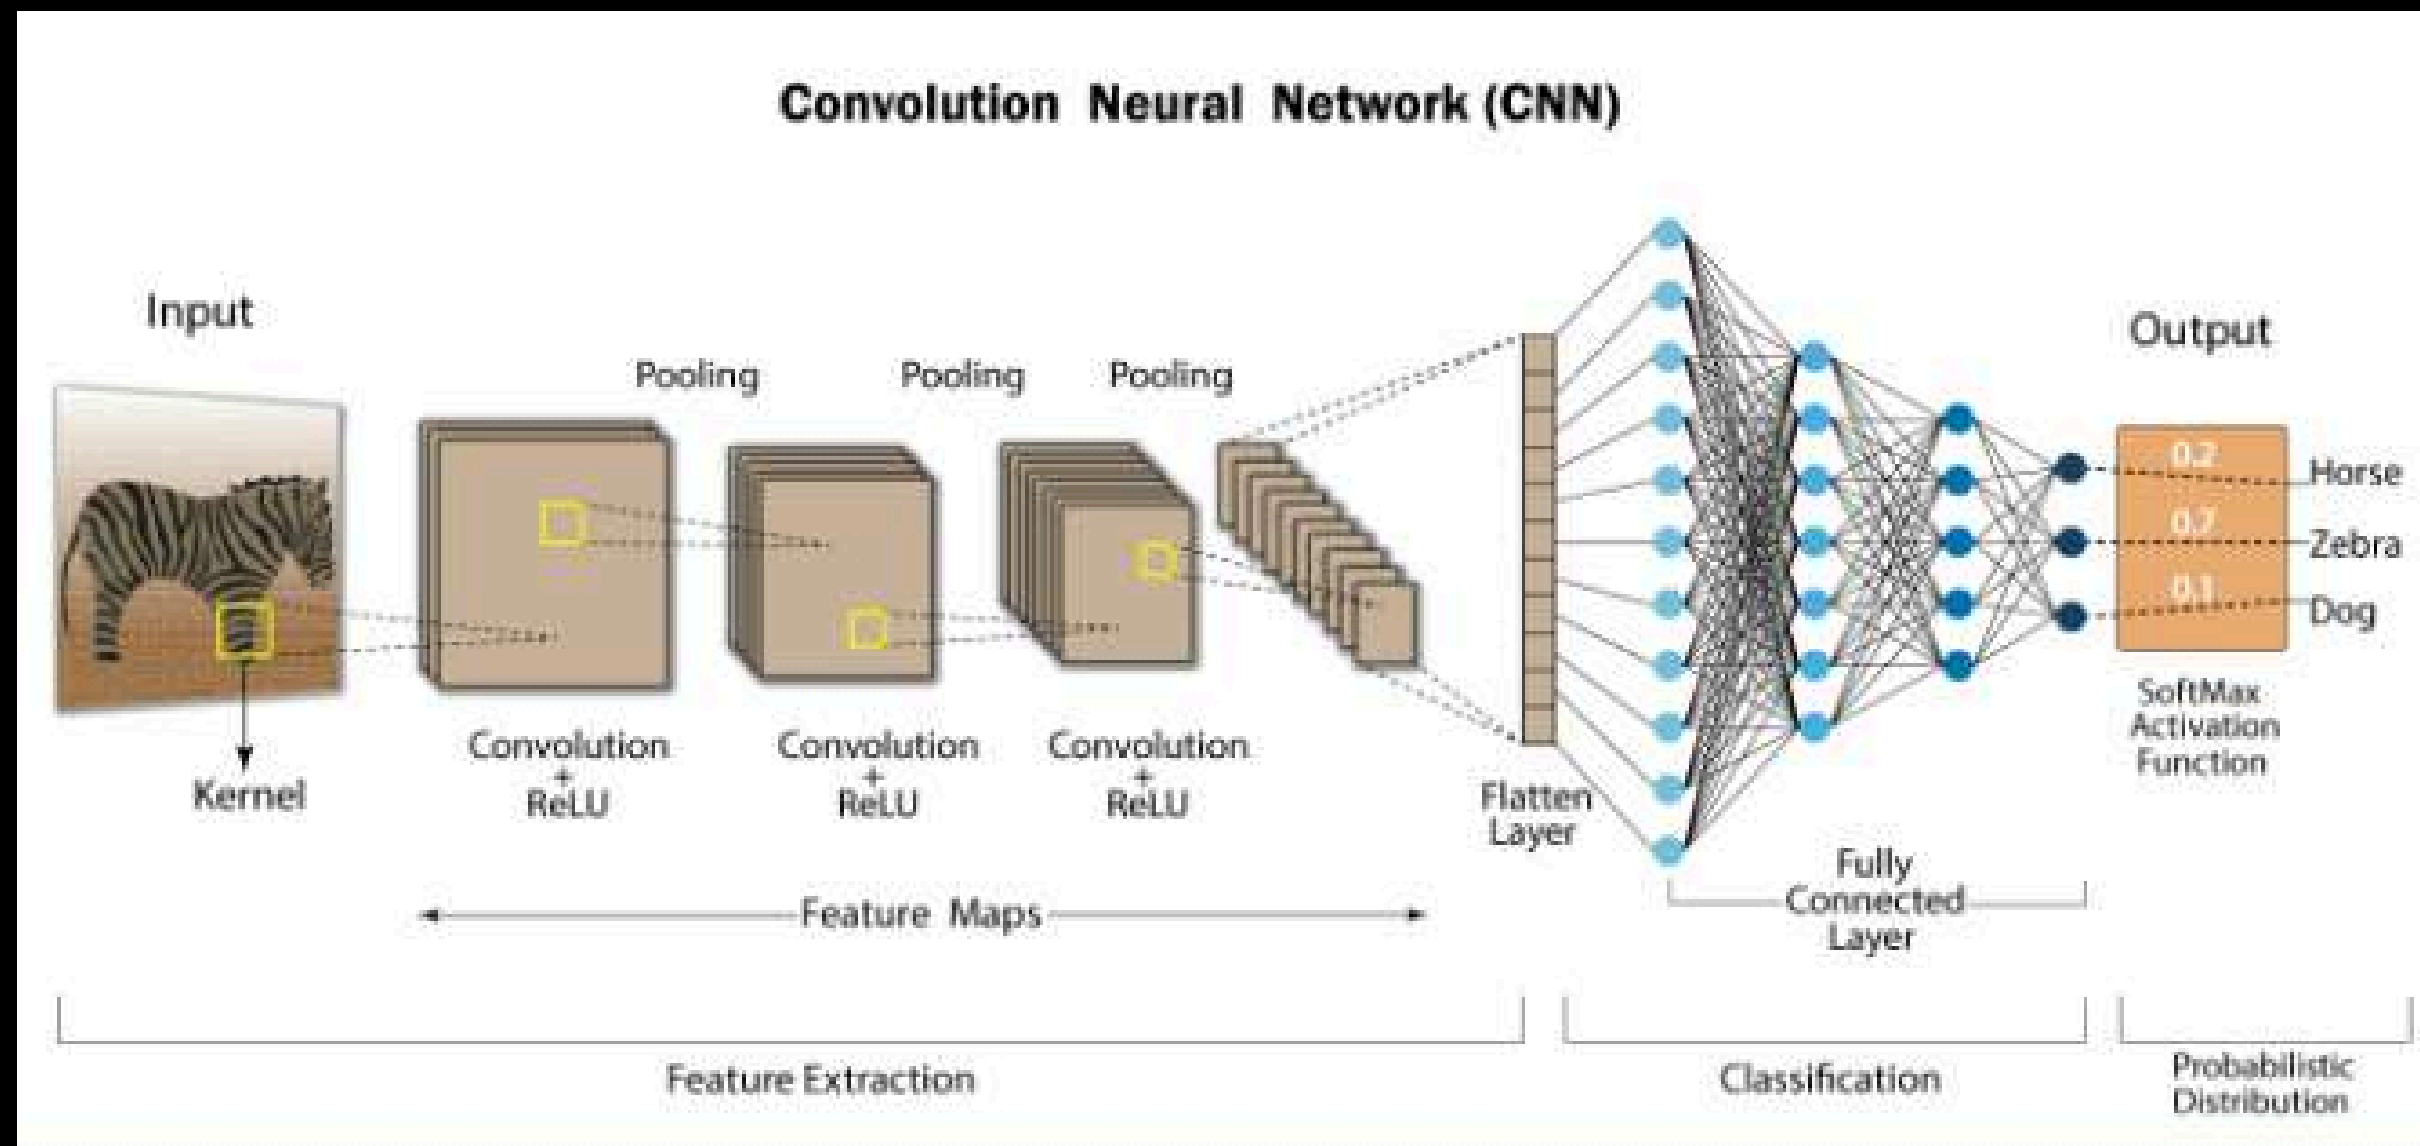 Convolution Neural Network (CNN)
Input
Output
Pooling
Pooling
Pooling
0.2
Horse
0.7
Zebra
0.1
Dog
SoftMax
Activation
Function
Kernel
Convolution
+
ReLU
Convolution
+
ReLU
Convolution
+
ReLU
Flatten
Layer
Fully
Connected
Layer
Feature Maps
Feature Extraction
Classification
Probabilistic
Distribution